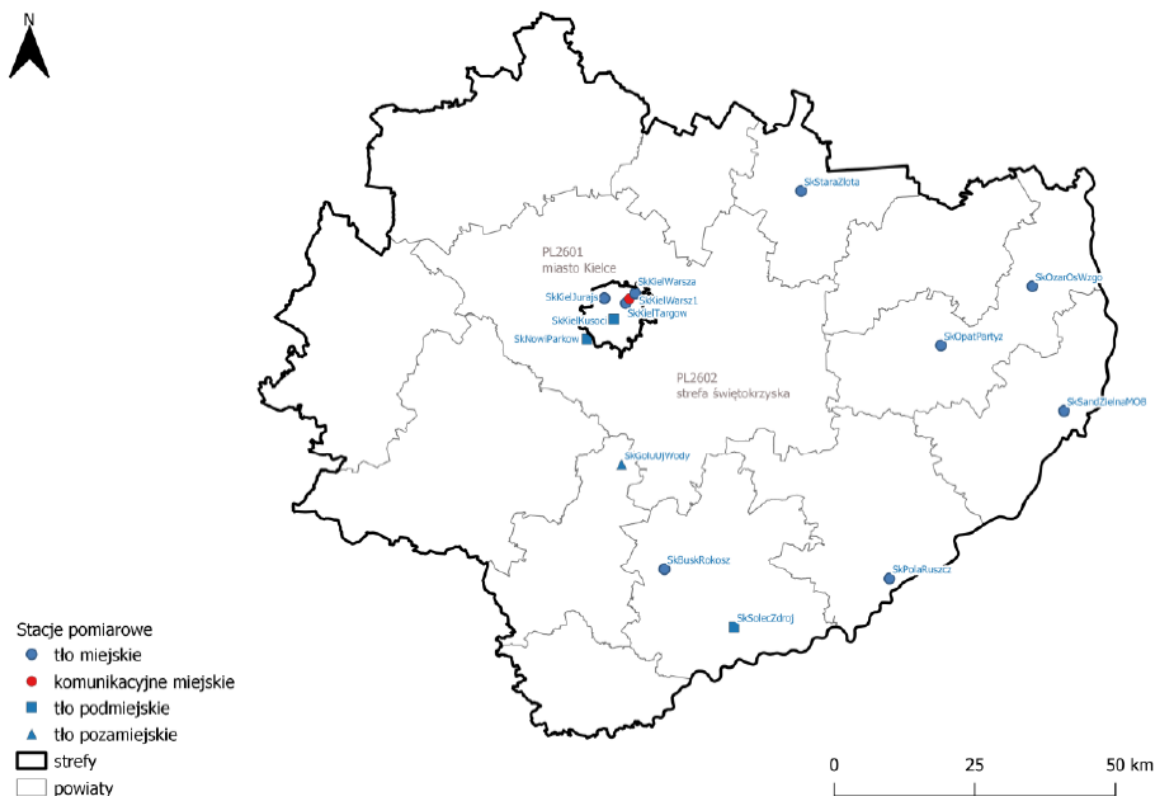 N
SkStaraZlota
PL2601
miasto Kielce
SkKielWarsza
SkOzarOsWzgo
SkKielJurajs
SkKielWarsz1
SkKielTargow
SkKielKusoci
SkNowiParkow
SkOpatPartyz
PL2602
strefa świętokrzyska
SkSandZielnaMOB
SkGoluUjWody
SkBuskRokosz
SkPolaRuszcz
SkSolecZdroj
Stacje pomiarowe
tło miejskie
komunikacyjne miejskie
tło podmiejskie
tło pozamiejskie
strefy
powiaty
0 25 50 km